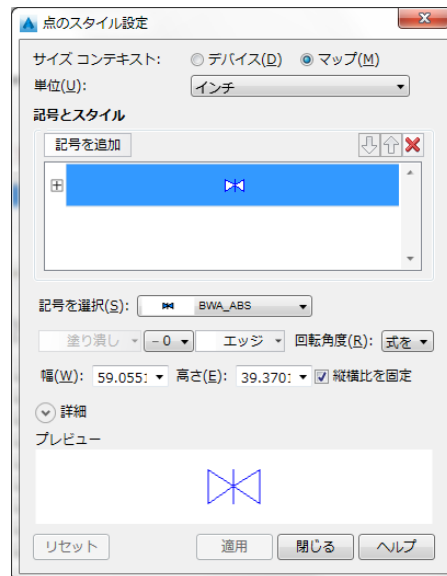 点のスタイル設定
サイズ コンテキスト: デバイス(D) マップ(M)
単位(U): インチ
記号とスタイル
記号を追加
記号を選択(S): BWA_ABS
塗り潰し - 0 エッジ 回転角度(R): 式を
幅(W): 59.0551 高さ(E): 39.3701 縦横比を固定
詳細
プレビュー
リセット 適用 閉じる ヘルプ